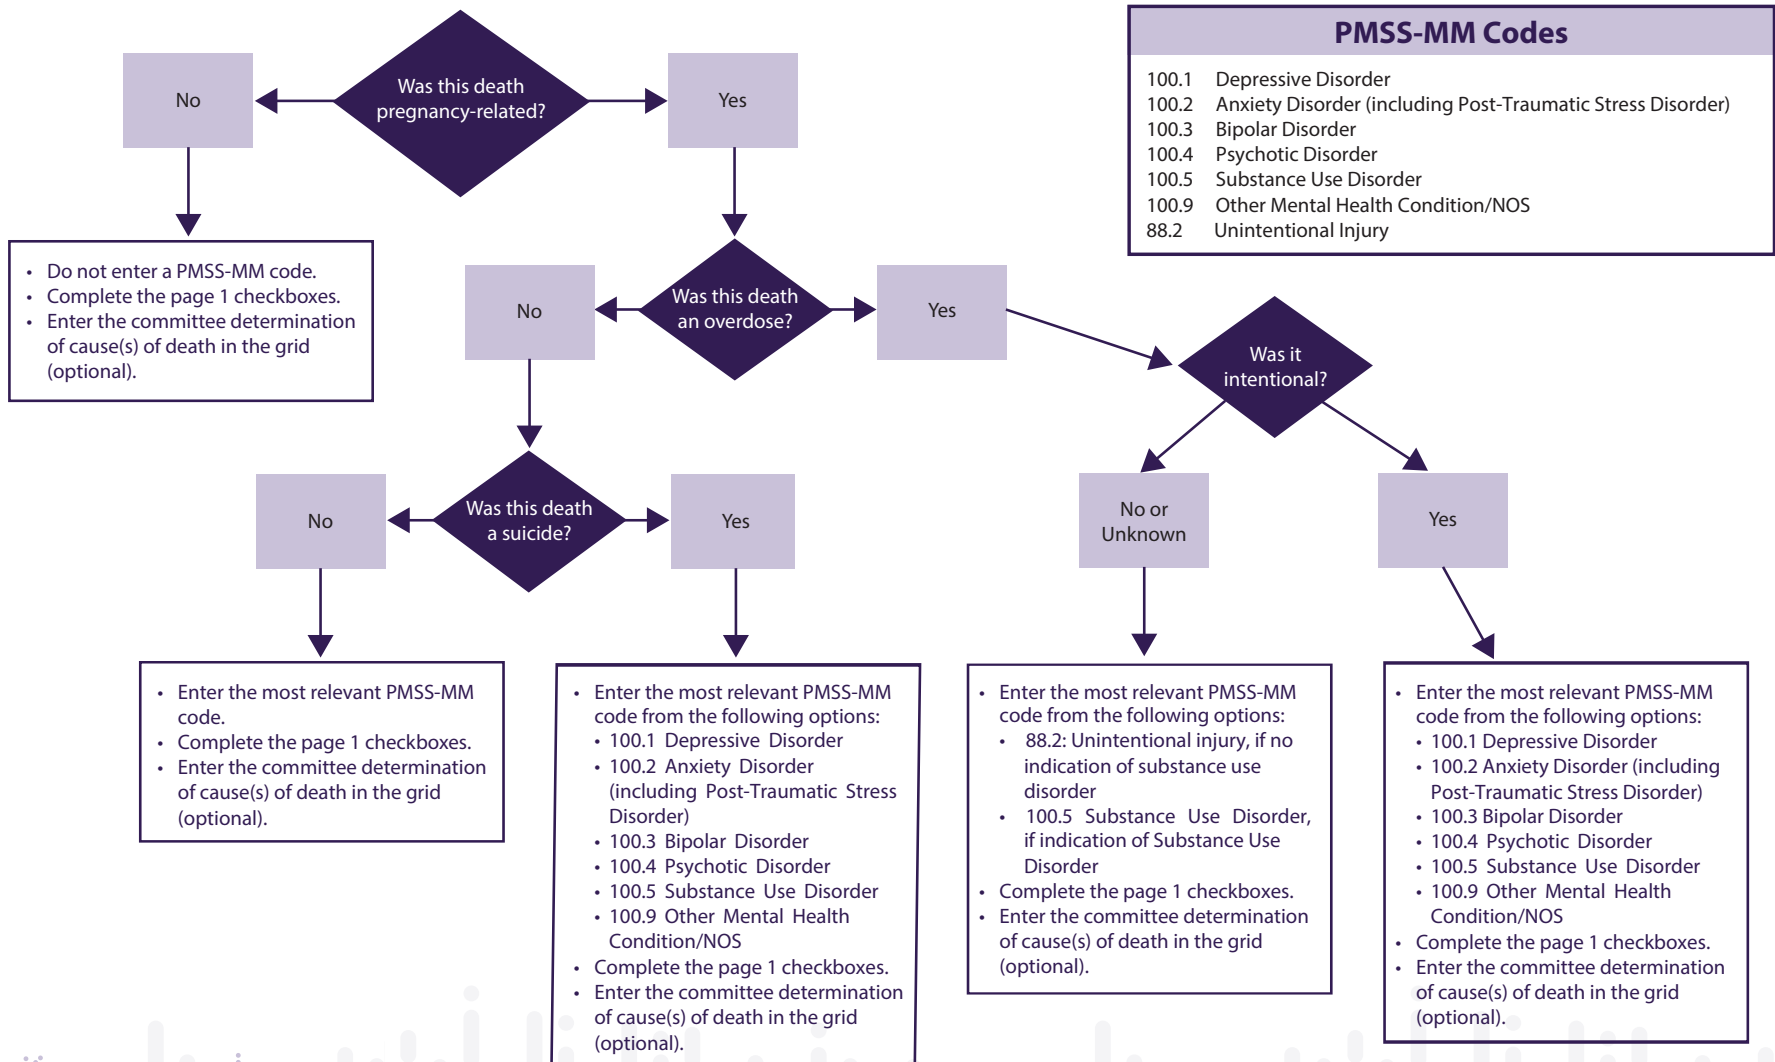 PMSS-MM Codes
100.1 Depressive Disorder
100.2 Anxiety Disorder (including Post-Traumatic Stress Disorder)
100.3 Bipolar Disorder
100.4 Psychotic Disorder
100.5 Substance Use Disorder
100.9 Other Mental Health Condition/NOS
88.2 Unintentional Injury
No
Was this death
pregnancy-related?
Yes
• Do not enter a PMSS-MM code.
• Complete the page 1 checkboxes.
• Enter the committee determination
of cause(s) of death in the grid
(optional).
No
Was this death
an overdose?
Yes
Was it
intentional?
No
Was this death
a suicide?
Yes
No or
Unknown
Yes
• Enter the most relevant PMSS-MM
code.
• Complete the page 1 checkboxes.
• Enter the committee determination
of cause(s) of death in the grid
(optional).
• Enter the most relevant PMSS-MM
code from the following options:
• 100.1 Depressive Disorder
• 100.2 Anxiety Disorder
(including Post-Traumatic Stress
Disorder)
• 100.3 Bipolar Disorder
• 100.4 Psychotic Disorder
• 100.5 Substance Use Disorder
• 100.9 Other Mental Health
Condition/NOS
• Complete the page 1 checkboxes.
• Enter the committee determination
of cause(s) of death in the grid
(optional).
• Enter the most relevant PMSS-MM
code from the following options:
• 88.2: Unintentional injury, if no
indication of substance use
disorder
• 100.5 Substance Use Disorder,
if indication of Substance Use
Disorder
• Complete the page 1 checkboxes.
• Enter the committee determination
of cause(s) of death in the grid
(optional).
• Enter the most relevant PMSS-MM
code from the following options:
• 100.1 Depressive Disorder
• 100.2 Anxiety Disorder (including
Post-Traumatic Stress Disorder)
• 100.3 Bipolar Disorder
• 100.4 Psychotic Disorder
• 100.5 Substance Use Disorder
• 100.9 Other Mental Health
Condition/NOS
• Complete the page 1 checkboxes.
• Enter the committee determination
of cause(s) of death in the grid
(optional).